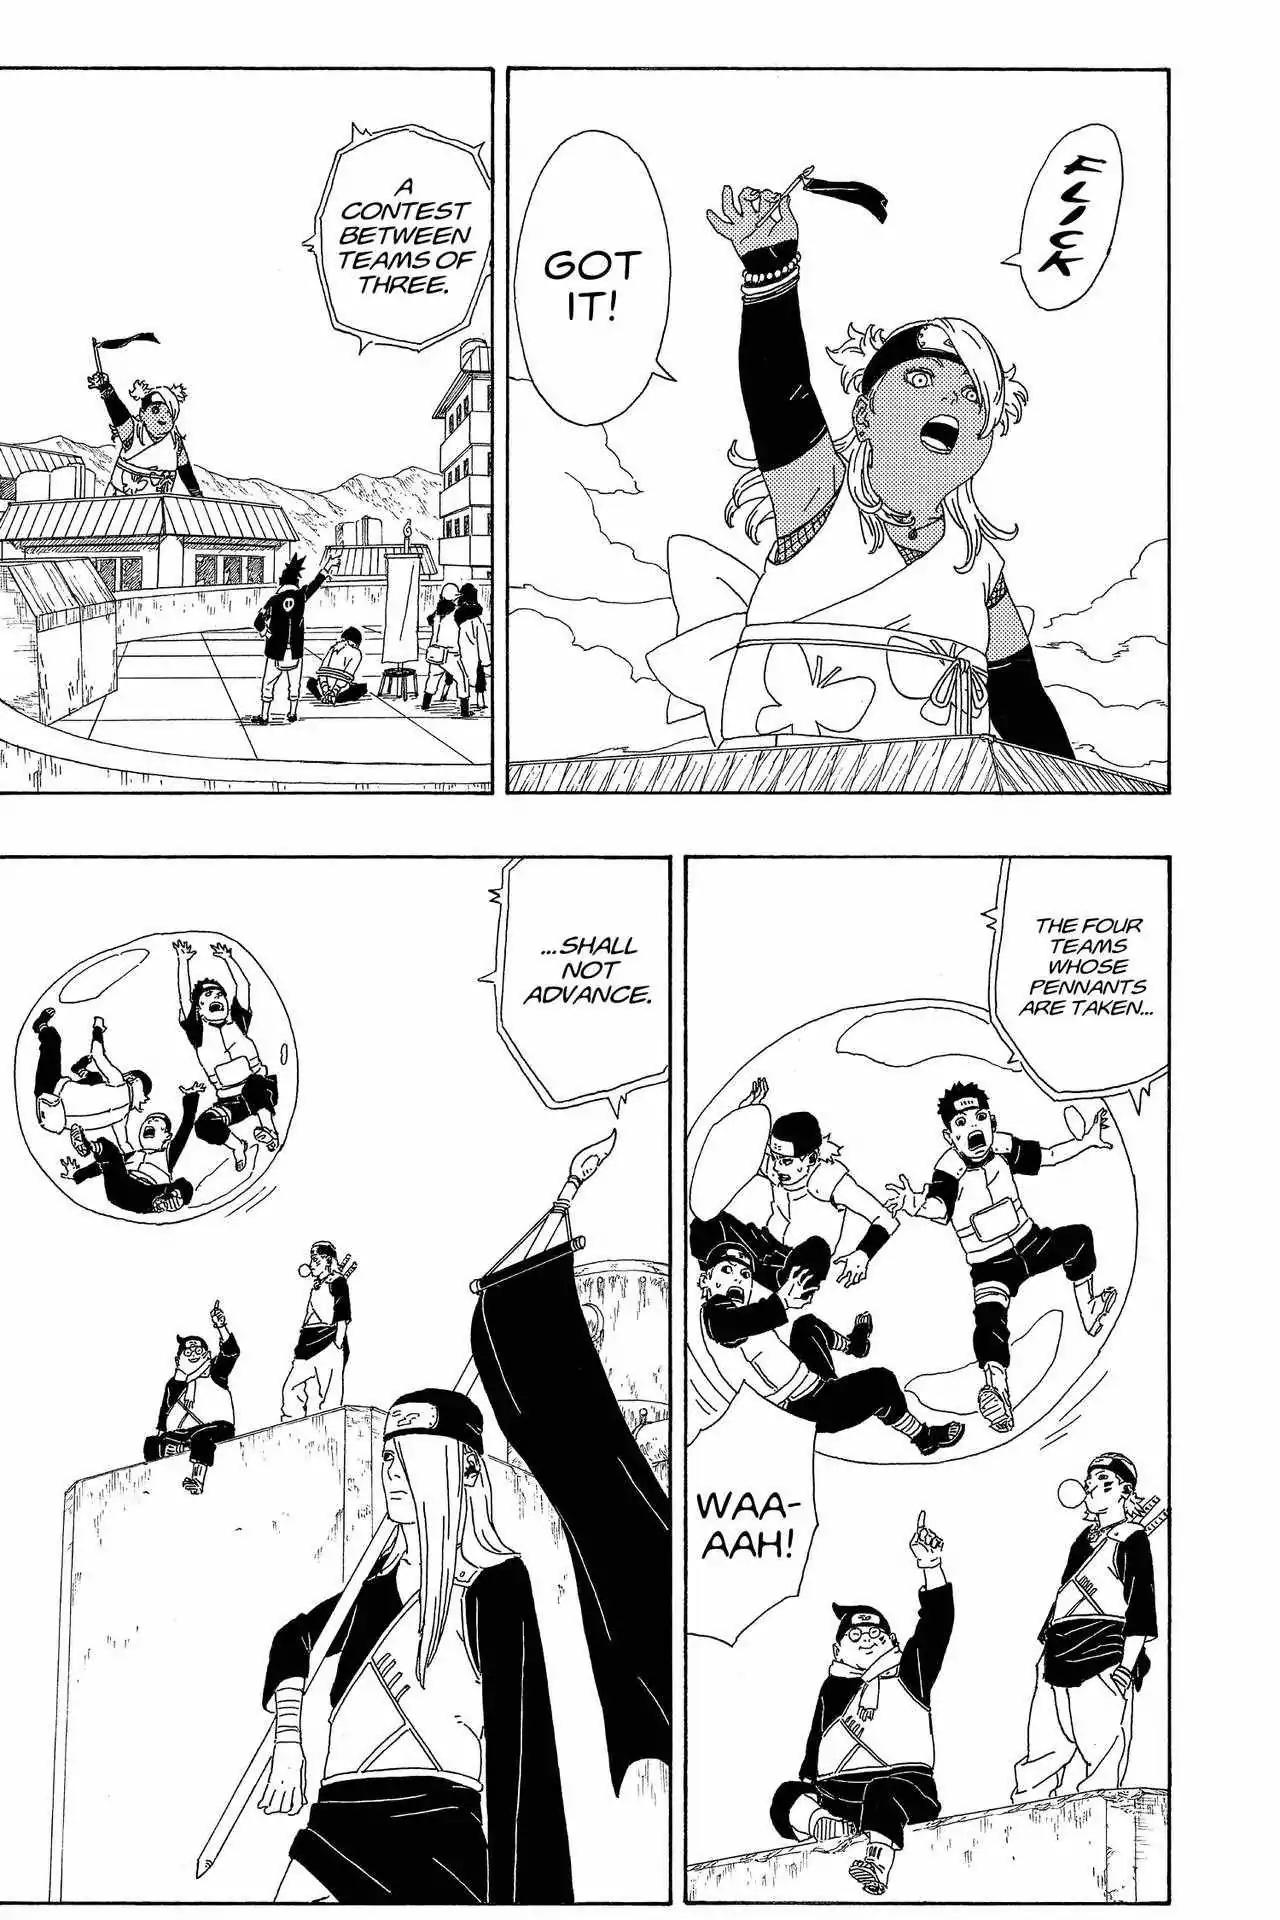 FLICK
GOT
IT!
A
CONTEST
BETWEEN
TEAMS OF
THREE.
THE FOUR
TEAMS
WHOSE
PENNANTS
ARE TAKEN...
WAA-
AAH!
...SHALL
NOT
ADVANCE.